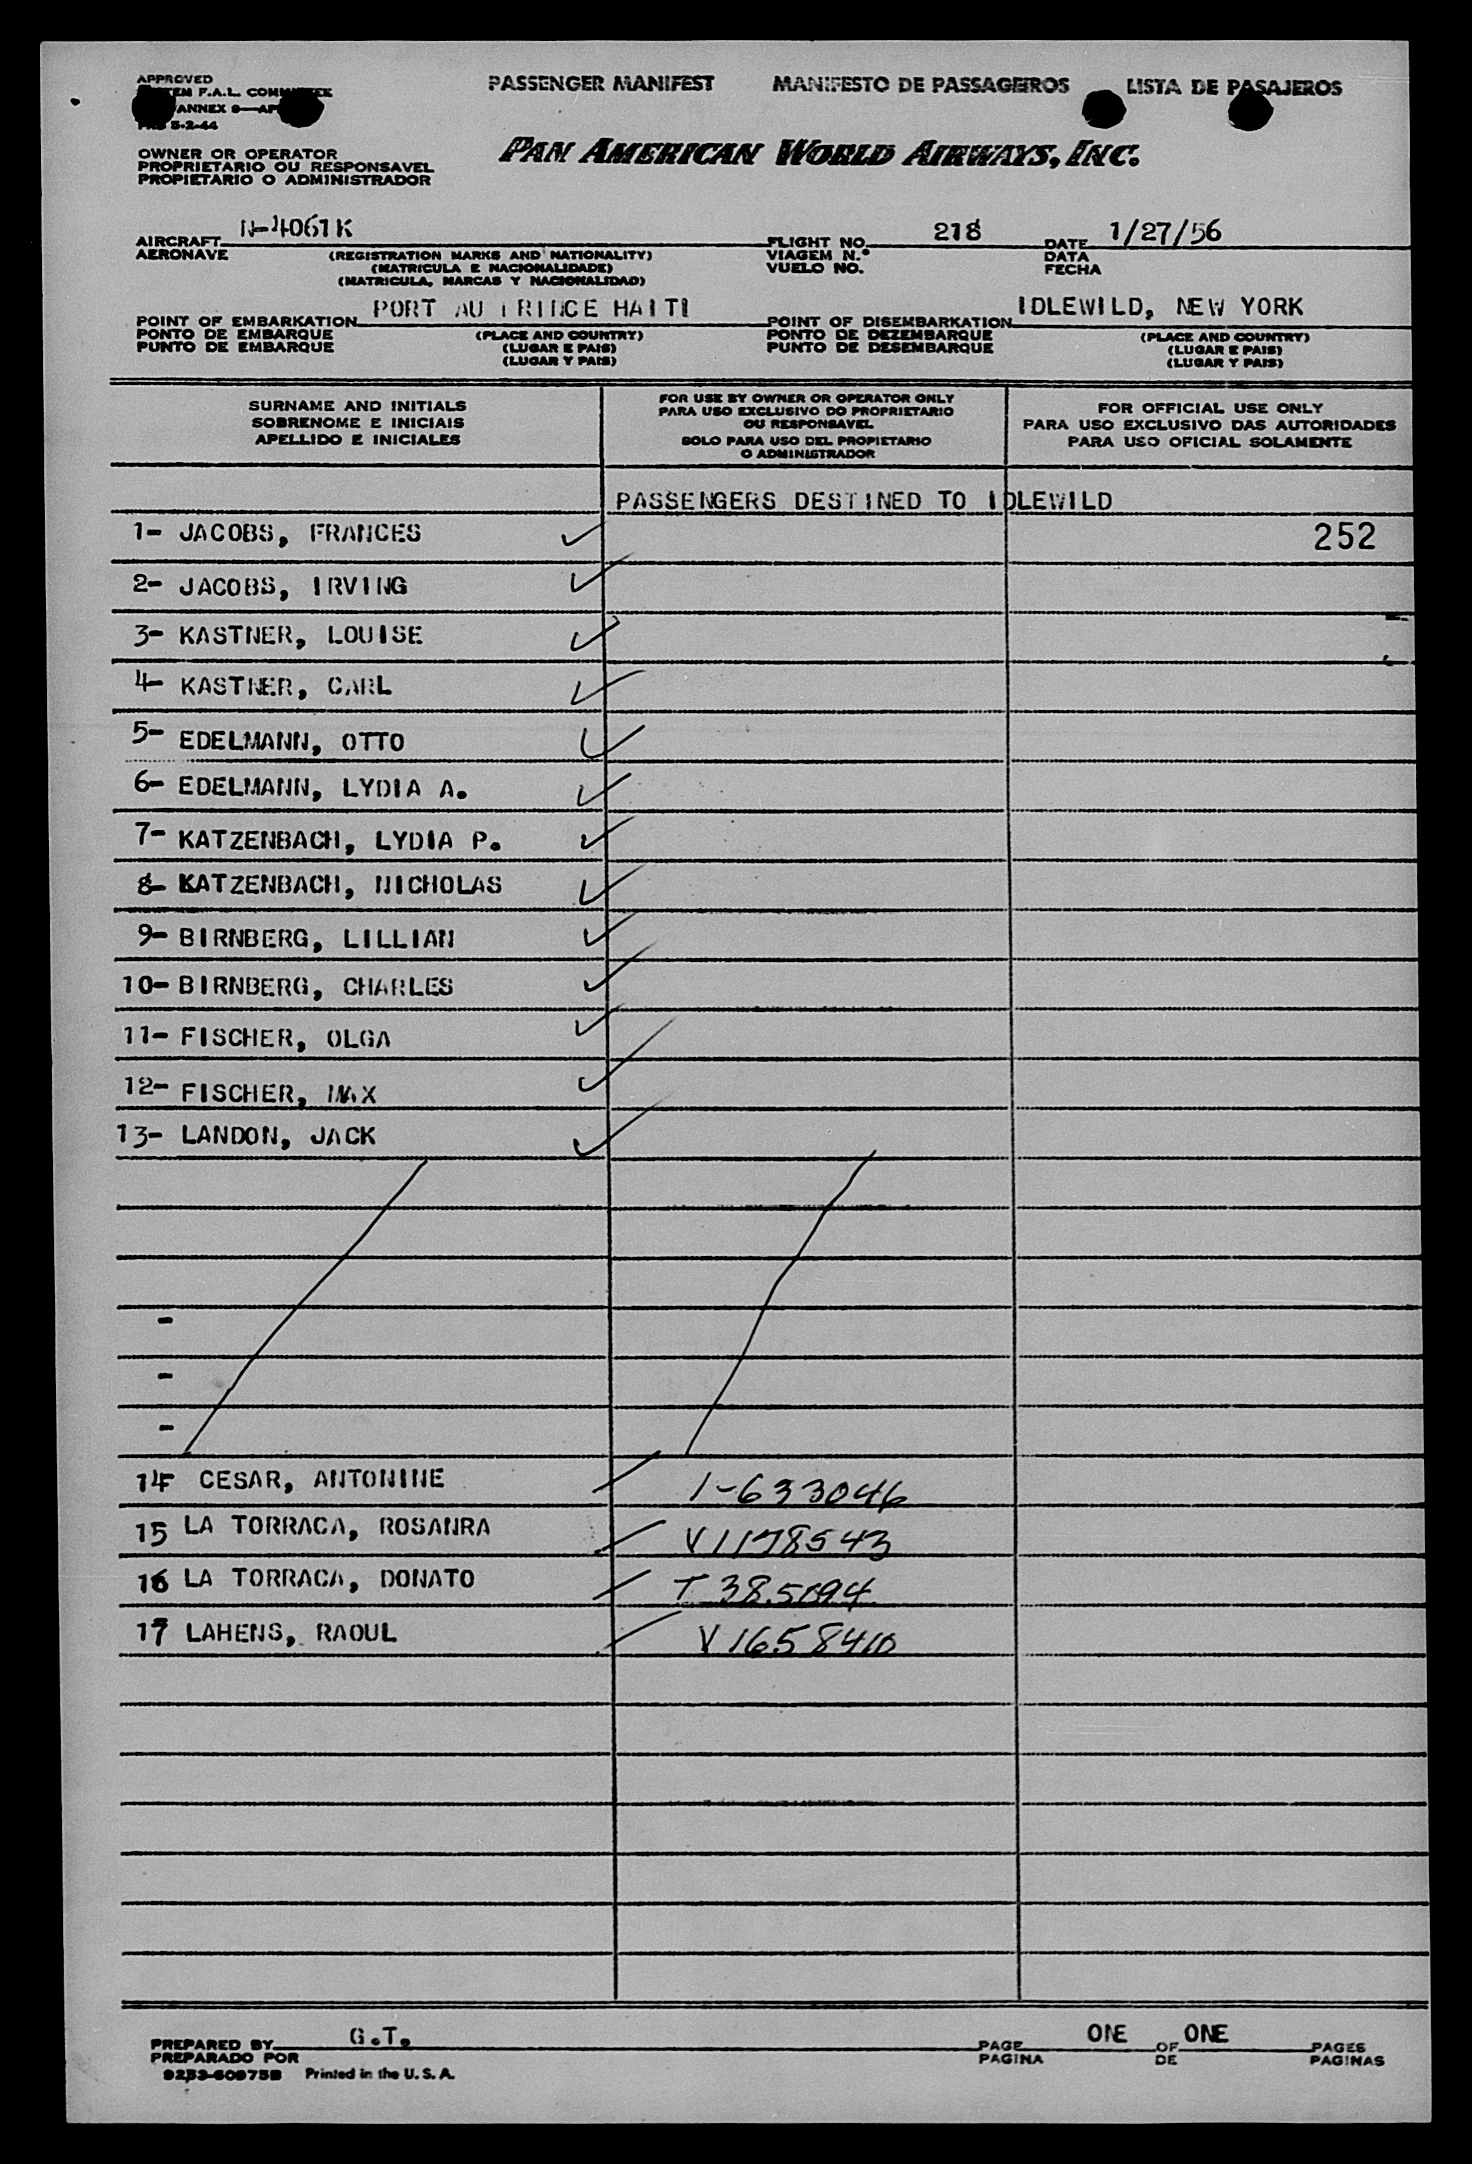 PASSENGER MANIFEST MANIFESTO DE PASSAGEIROS LISTA DE PASAJEROS
APPROVED
F.A.L.
ANNEX 9
5-2-44
OWNER OR OPERATOR
PROPRIETARIO OU RESPONSAVEL
PROPIETARIO O ADMINISTRADOR
PAN AMERICAN WORLD AIRWAYS, INC.
AIRCRAFT N-4061K FLIGHT NO. 218 DATE 1/27/56
AERONAVE (REGISTRATION MARKS AND NATIONALITY) VIAGEM N.º DATA
(MATRICULA E NACIONALIDADE) VUELO NO. FECHA
(MATRICULA, MARCAS Y NACIONALIDAD)
POINT OF EMBARKATION PORT AU PRINCE HAITI POINT OF DISEMBARKATION IDLEWILD, NEW YORK
PONTO DE EMBARQUE (PLACE AND COUNTRY) PONTO DE DEZEMBARQUE (PLACE AND COUNTRY)
PUNTO DE EMBARQUE (LUGAR E PAIS) PUNTO DE DESEMBARQUE (LUGAR E PAIS)
(LUGAR Y PAIS) (LUGAR Y PAIS)
SURNAME AND INITIALS
SOBRENOME E INICIAIS
APELLIDO E INICIALES
FOR USE BY OWNER OR OPERATOR ONLY
PARA USO EXCLUSIVO DO PROPRIETARIO
OU RESPONSAVEL
SOLO PARA USO DEL PROPIETARIO
O ADMINISTRADOR
FOR OFFICIAL USE ONLY
PARA USO EXCLUSIVO DAS AUTORIDADES
PARA USO OFICIAL SOLAMENTE
PASSENGERS DESTINED TO IDLEWILD
1- JACOBS, FRANCES 252
2- JACOBS, IRVING
3- KASTNER, LOUISE
4- KASTNER, CARL
5- EDELMANN, OTTO
6- EDELMANN, LYDIA A.
7- KATZENBACH, LYDIA P.
8- KATZENBACH, NICHOLAS
9- BIRNBERG, LILLIAN
10- BIRNBERG, CHARLES
11- FISCHER, OLGA
12- FISCHER, MAX
13- LANDON, JACK
-
-
-
14 CESAR, ANTONINE 1-633046
15 LA TORRACA, ROSANRA V1178543
16 LA TORRACA, DONATO
17 LAHENS, RAOUL
PREPARED BY G.T. PAGE ONE OF ONE PAGES
PREPARADO POR PAGINA DE PAGINAS
9253-60975B Printed in the U.S.A.